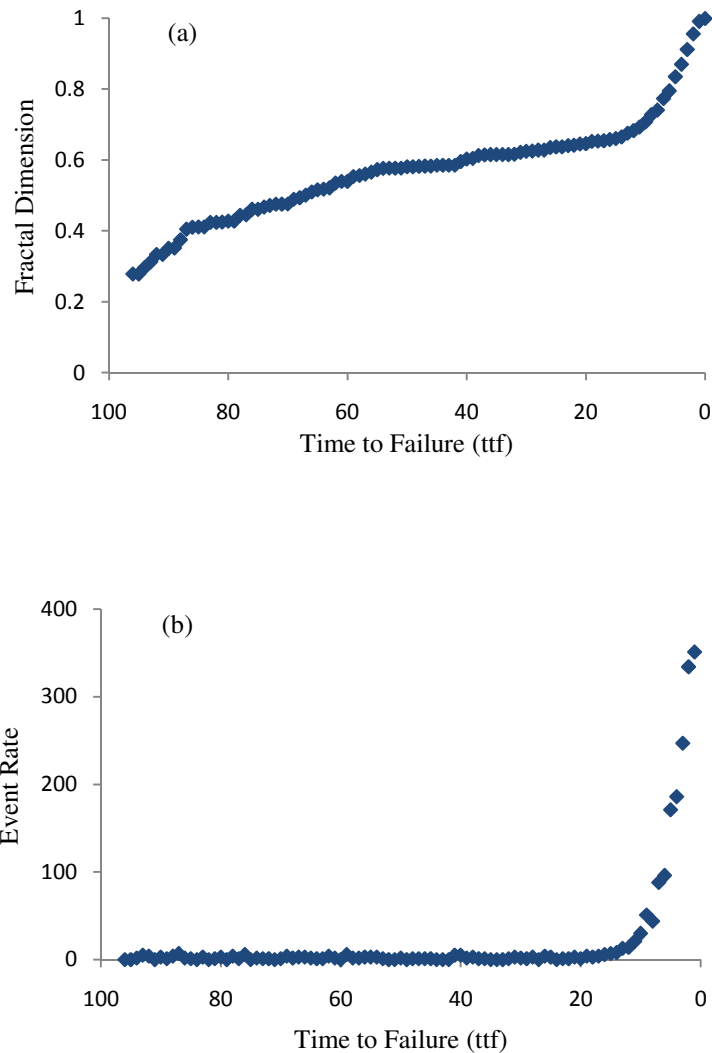 (a)
1
0.8
0.6
0.4
0.2
0
Fractal Dimension
100 80 60 40 20 0
Time to Failure (ttf)
(b)
400
300
200
100
0
Event Rate
100 80 60 40 20 0
Time to Failure (ttf)